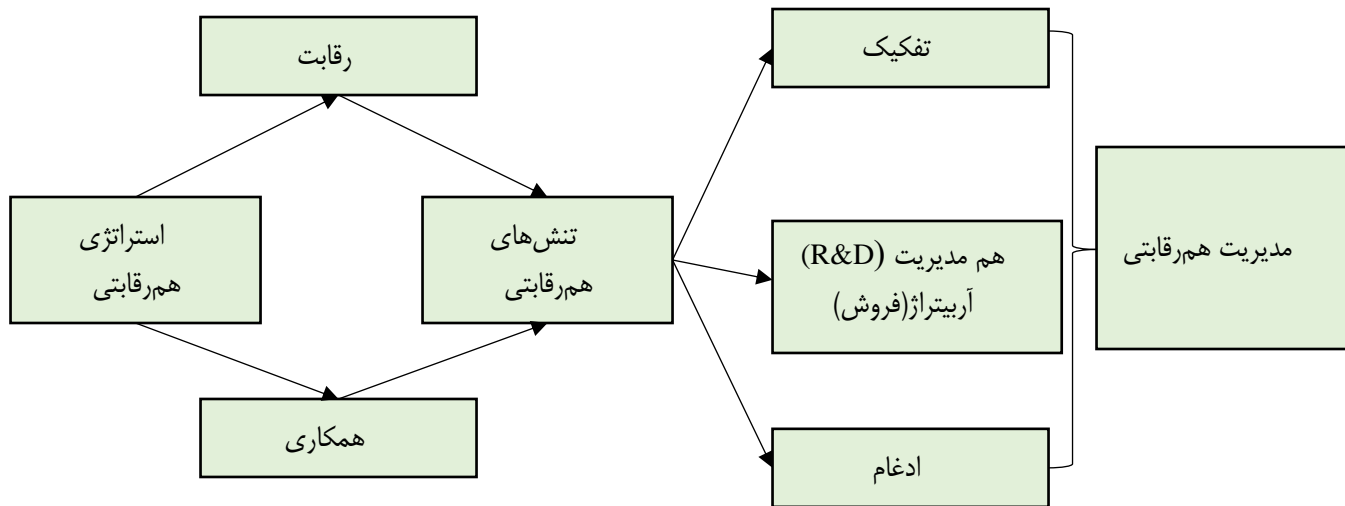 رقابت
تفکیک
استراتژی
هم‌رقابتی
تنش‌های
هم‌رقابتی
هم مدیریت (R&D)
آربیتراژ(فروش)
مدیریت هم‌رقابتی
همکاری
ادغام